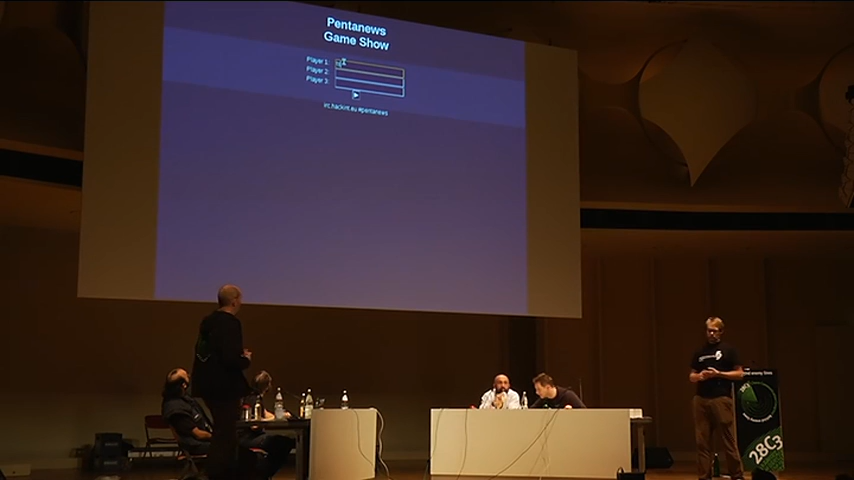 Pentanews
Game Show
Player 1:
Player 2:
Player 3:
irc.hackint.eu #pentanews
28C3